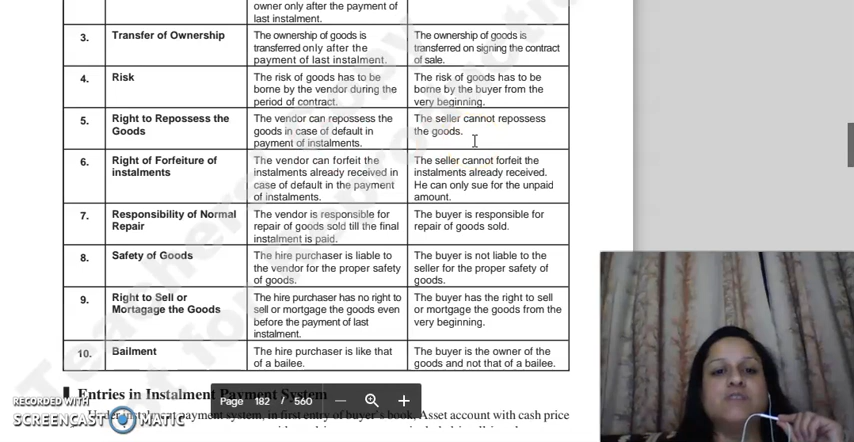 owner only after the payment of
last instalment.
3. Transfer of Ownership The ownership of goods is The ownership of goods is
transferred only after the transferred on signing the contract
payment of last instalment. of sale.
4. Risk The risk of goods has to be The risk of goods has to be
borne by the vendor during the borne by the buyer from the
period of contract. very beginning.
5. Right to Repossess the The vendor can repossess the The seller cannot repossess
Goods goods in case of default in the goods.
payment of instalments.
6. Right of Forfeiture of The vendor can forfeit the The seller cannot forfeit the
instalments instalments already received in instalments already received.
case of default in the payment He can only sue for the unpaid
of instalments. amount.
7. Responsibility of Normal The vendor is responsible for The buyer is responsible for
Repair repair of goods sold till the final repair of goods sold.
instalment is paid.
8. Safety of Goods The hire purchaser is liable to The buyer is not liable to the
the vendor for the proper safety seller for the proper safety of
of goods. goods.
9. Right to Sell or The hire purchaser has no right to The buyer has the right to sell
Mortagage the Goods sell or mortgage the goods even or mortgage the goods from the
before the payment of last very beginning.
instalment.
10. Bailment The hire purchaser is like that The buyer is the owner of the
of a bailee. goods and not that of a bailee.
Entries in Instalment Payment System
Page 182 / 560
payment system, in first entry of buyer's book, Asset account with cash price
RECORDED WITH
SCREENCAST MATIC